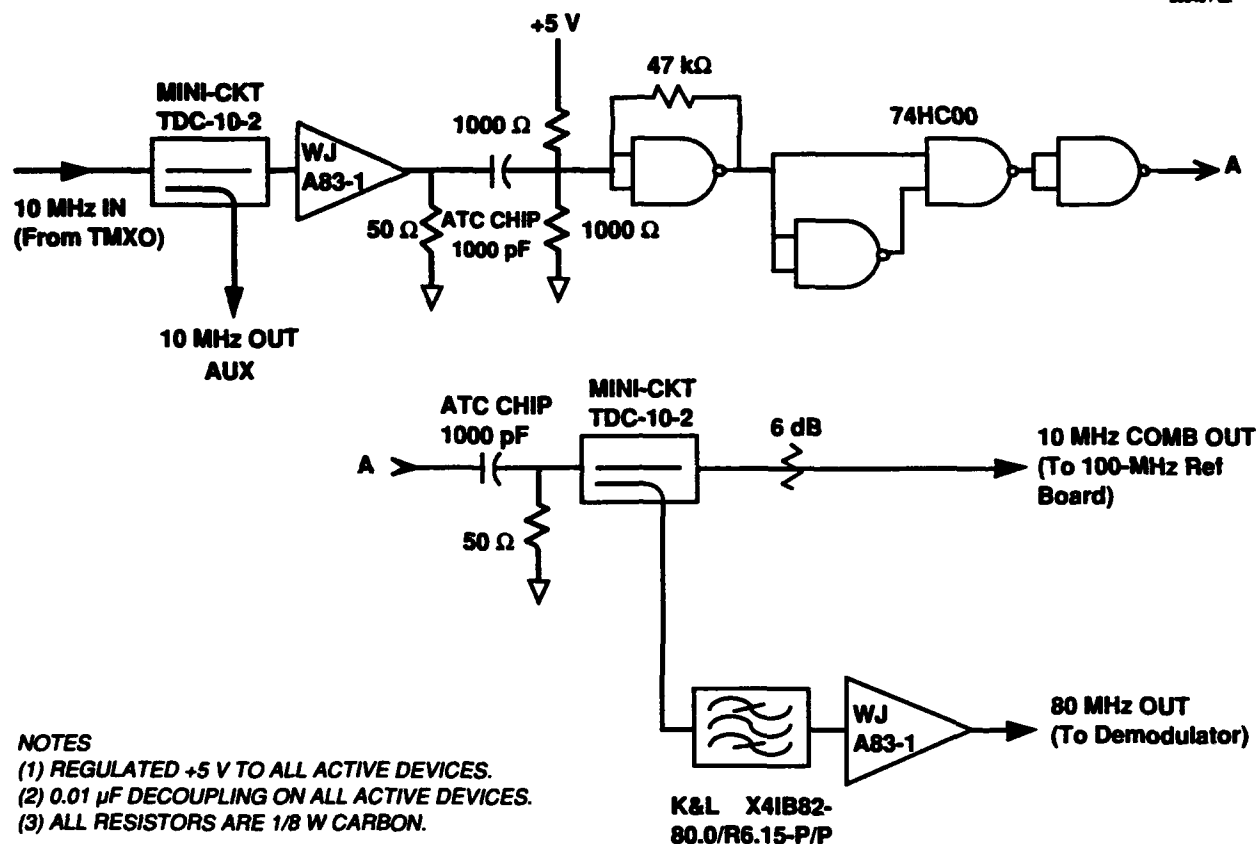 +5 V
47 kΩ
MINI-CKT
TDC-10-2
1000 Ω
74HC00
WJ
A83-1
A
10 MHz IN
(From TMXO)
50 Ω
ATC CHIP
1000 pF
1000 Ω
10 MHz OUT
AUX
MINI-CKT
TDC-10-2
ATC CHIP
1000 pF
6 dB
10 MHz COMB OUT
(To 100-MHz Ref
Board)
A
50 Ω
WJ
A83-1
80 MHz OUT
(To Demodulator)
K&L X4IB82-
80.0/R6.15-P/P
NOTES
(1) REGULATED +5 V TO ALL ACTIVE DEVICES.
(2) 0.01 µF DECOUPLING ON ALL ACTIVE DEVICES.
(3) ALL RESISTORS ARE 1/8 W CARBON.